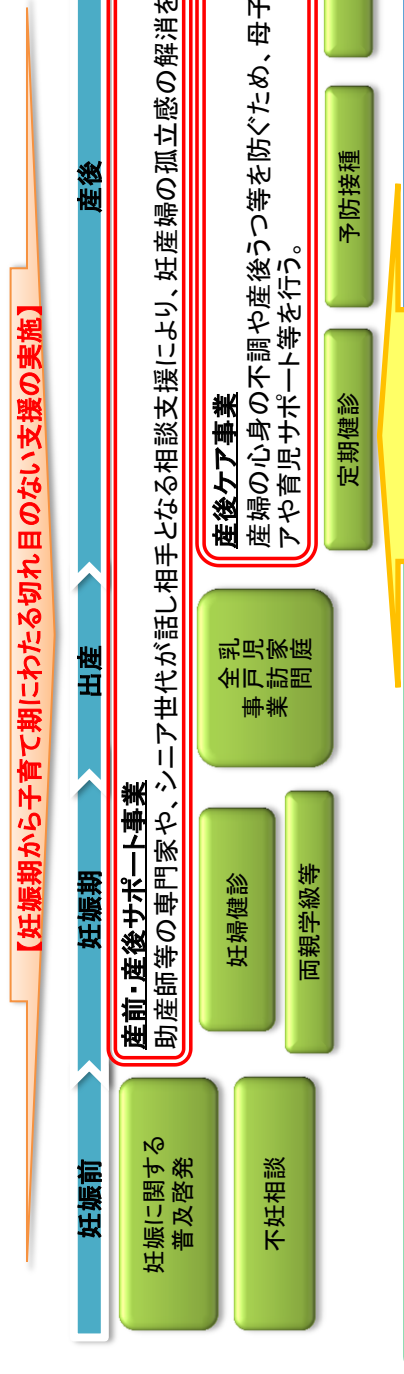 【妊娠期から子育て期にわたる切れ目のない支援の実施】
妊娠前
妊娠期
出産
産後
産前・産後サポート事業
助産師等の専門家や、シニア世代が話し相手となる相談支援により、妊産婦の孤立感の解消を
産後ケア事業
産婦の心身の不調や産後うつ等を防ぐため、母子
アや育児サポート等を行う。
妊娠に関する
普及啓発
不妊相談
妊婦健診
両親学級等
乳児家庭
全戸訪問
事業
定期健診
予防接種